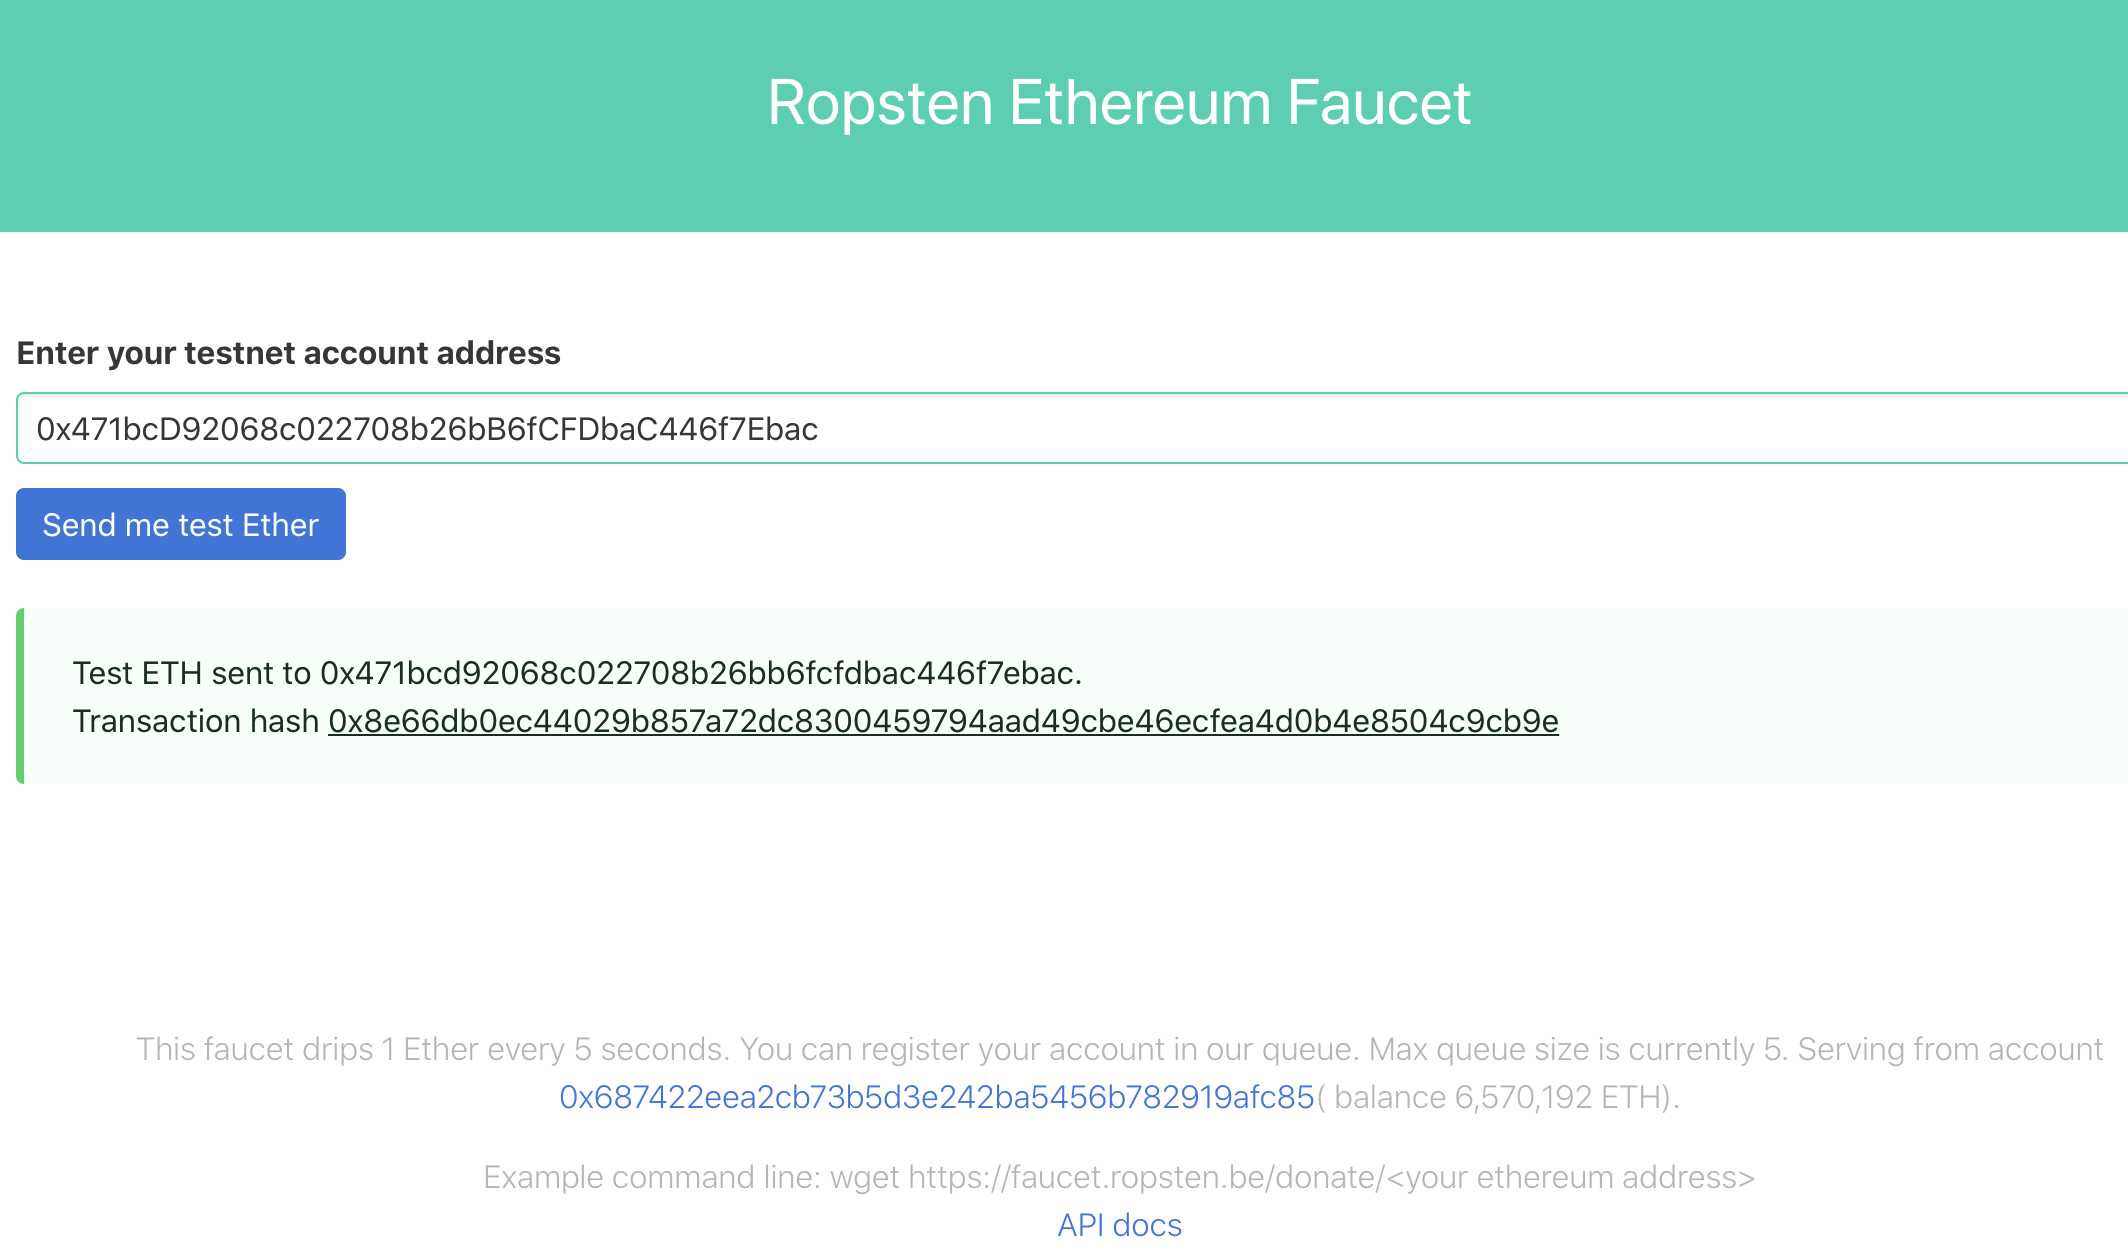 Ropsten Ethereum Faucet
Enter your testnet account address
0x471bcD92068c022708b26bB6fCFDbaC446f7Ebac
Send me test Ether
Test ETH sent to 0x471bcd92068c022708b26bb6fcfdbac446f7ebac.
Transaction hash 0x8e66db0ec44029b857a72dc8300459794aad49cbe46ecfea4d0b4e8504c9cb9e
This faucet drips 1 Ether every 5 seconds. You can register your account in our queue. Max queue size is currently 5. Serving from account
0x687422eea2cb73b5d3e242ba5456b782919afc85( balance 6,570,192 ETH).
Example command line: wget https://faucet.ropsten.be/donate/<your ethereum address>
API docs